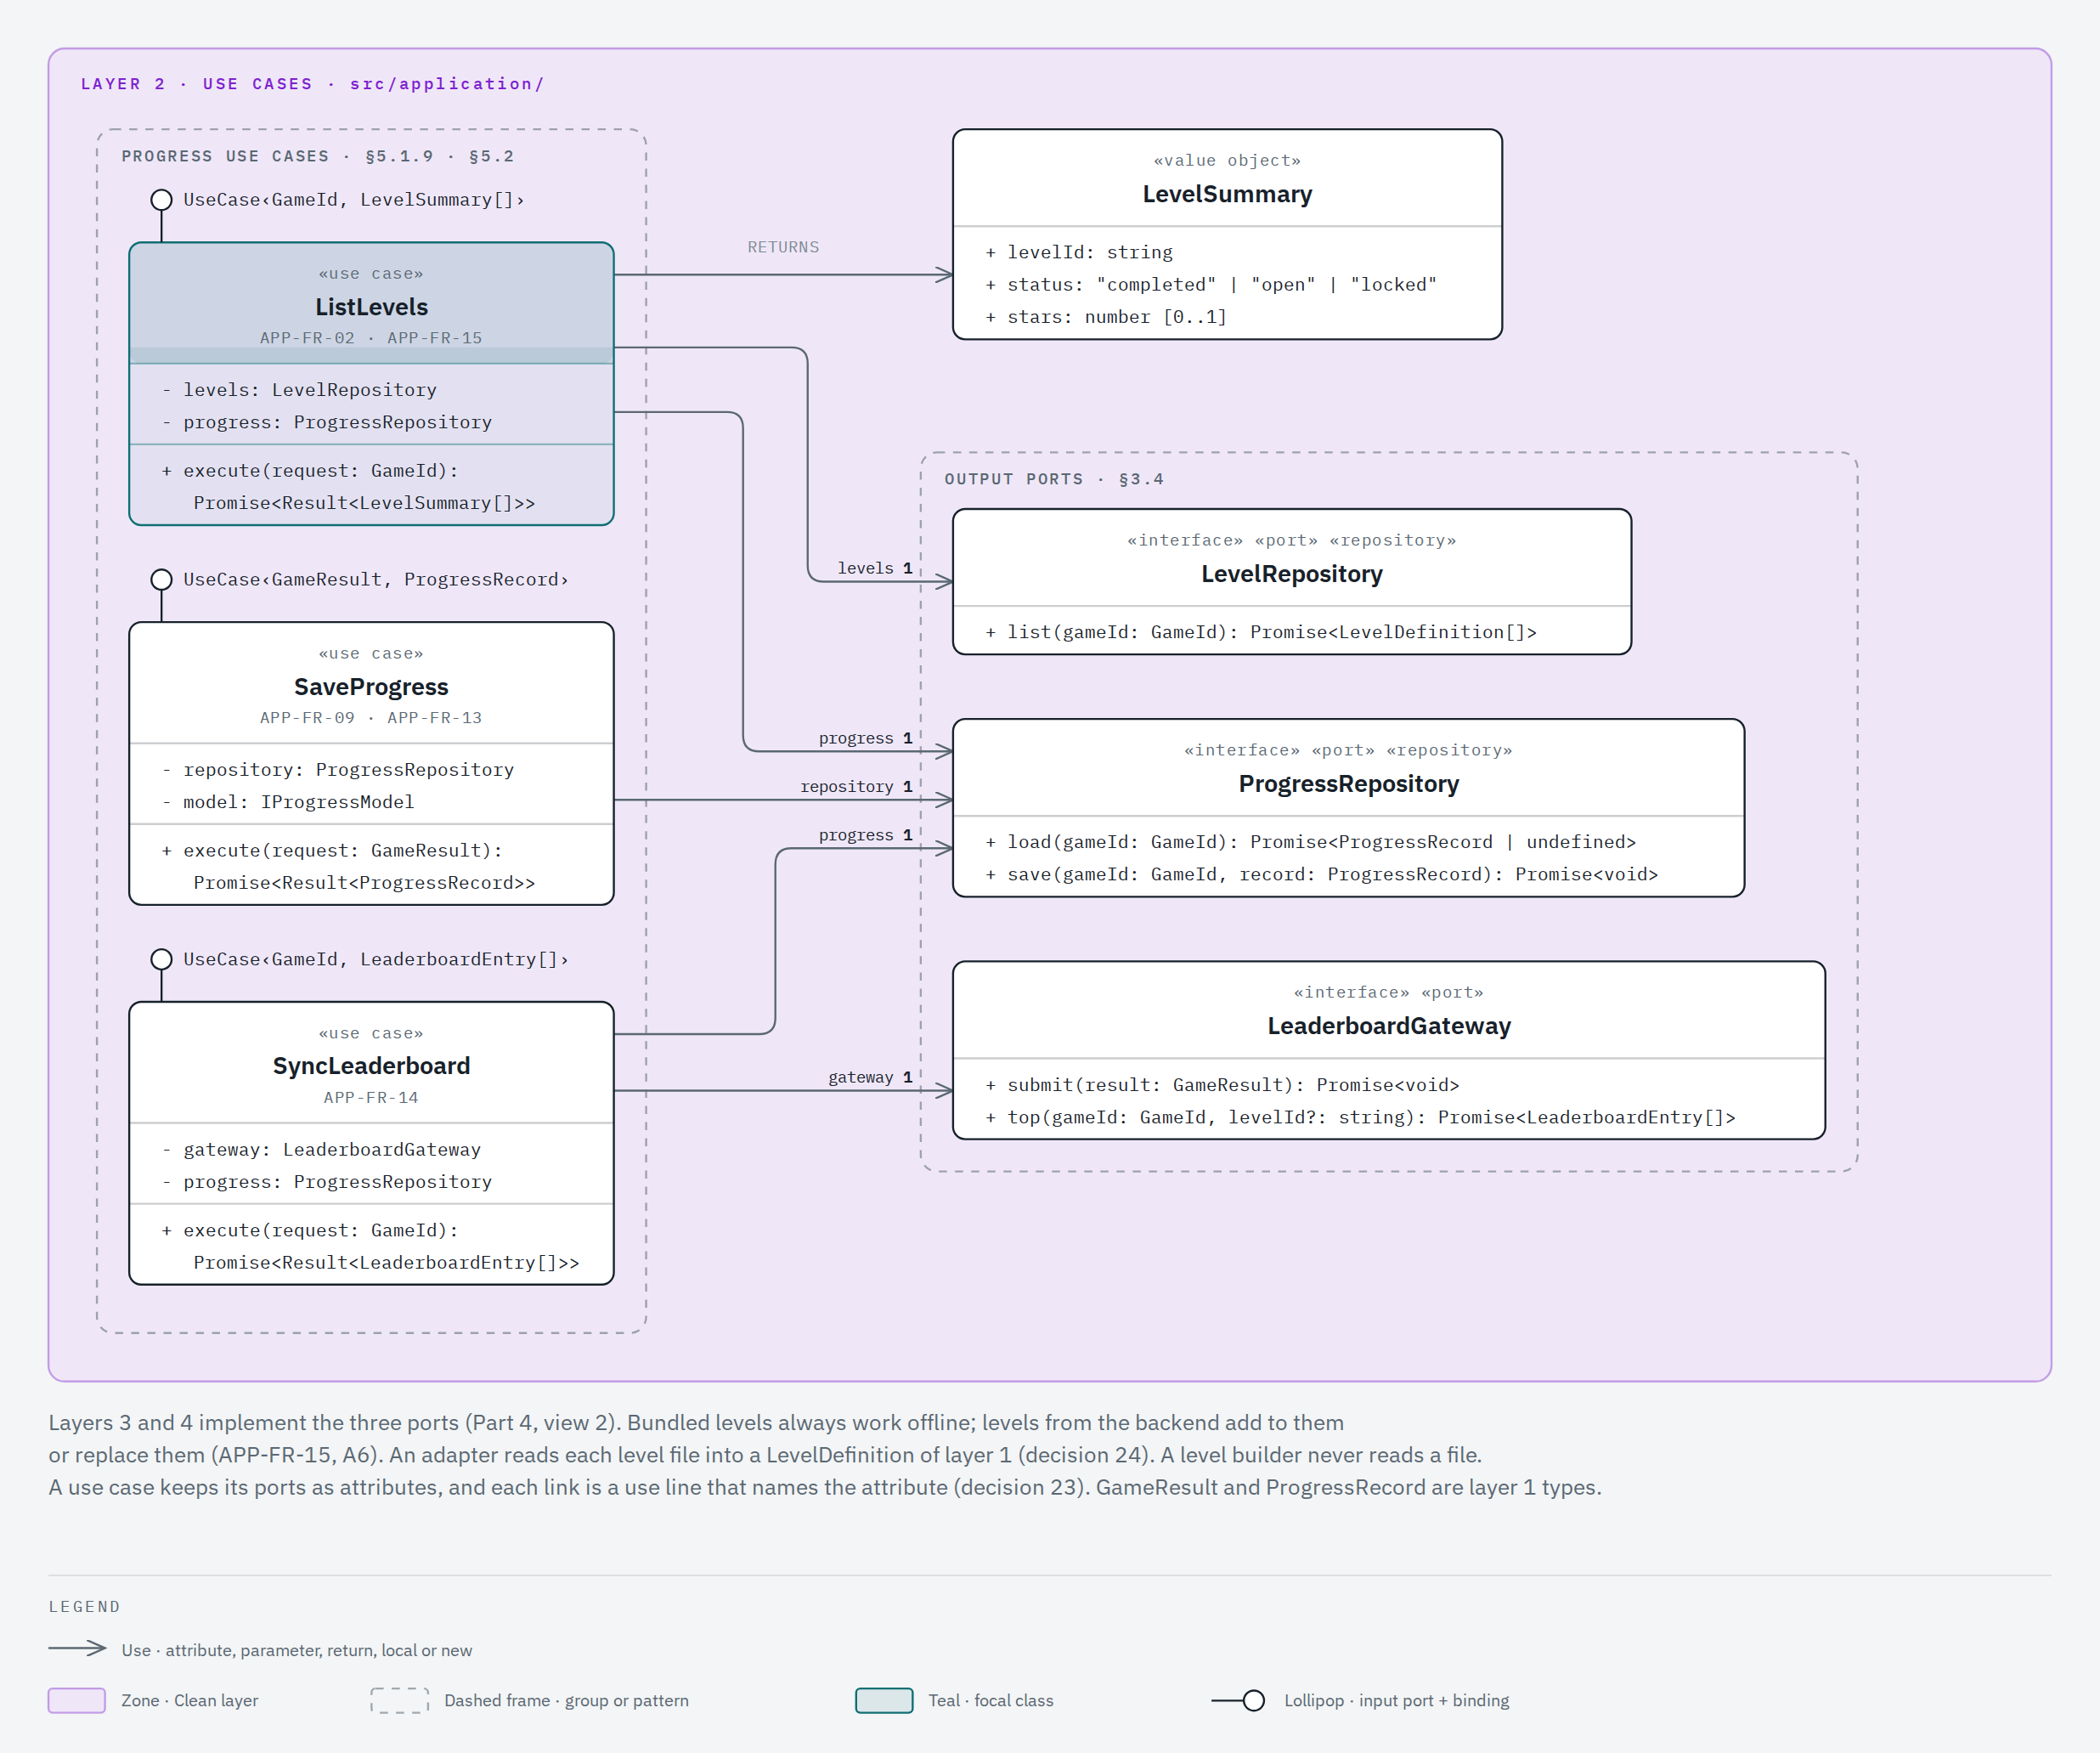 LAYER 2 · USE CASES · src/application/
PROGRESS USE CASES · §5.1.9 · §5.2
UseCase‹GameId, LevelSummary[]›
«use case»
ListLevels
APP-FR-02 · APP-FR-15
- levels: LevelRepository
- progress: ProgressRepository
+ execute(request: GameId):
Promise<Result<LevelSummary[]>>
UseCase‹GameResult, ProgressRecord›
«use case»
SaveProgress
APP-FR-09 · APP-FR-13
- repository: ProgressRepository
- model: IProgressModel
+ execute(request: GameResult):
Promise<Result<ProgressRecord>>
UseCase‹GameId, LeaderboardEntry[]›
«use case»
SyncLeaderboard
APP-FR-14
- gateway: LeaderboardGateway
- progress: ProgressRepository
+ execute(request: GameId):
Promise<Result<LeaderboardEntry[]>>
RETURNS
levels 1
progress 1
repository 1
progress 1
gateway 1
«value object»
LevelSummary
+ levelId: string
+ status: "completed" | "open" | "locked"
+ stars: number [0..1]
OUTPUT PORTS · §3.4
«interface» «port» «repository»
LevelRepository
+ list(gameId: GameId): Promise<LevelDefinition[]>
«interface» «port» «repository»
ProgressRepository
+ load(gameId: GameId): Promise<ProgressRecord | undefined>
+ save(gameId: GameId, record: ProgressRecord): Promise<void>
«interface» «port»
LeaderboardGateway
+ submit(result: GameResult): Promise<void>
+ top(gameId: GameId, levelId?: string): Promise<LeaderboardEntry[]>
Layers 3 and 4 implement the three ports (Part 4, view 2). Bundled levels always work offline; levels from the backend add to them
or replace them (APP-FR-15, A6). An adapter reads each level file into a LevelDefinition of layer 1 (decision 24). A level builder never reads a file.
A use case keeps its ports as attributes, and each link is a use line that names the attribute (decision 23). GameResult and ProgressRecord are layer 1 types.
LEGEND
Use · attribute, parameter, return, local or new
Zone · Clean layer
Dashed frame · group or pattern
Teal · focal class
Lollipop · input port + binding